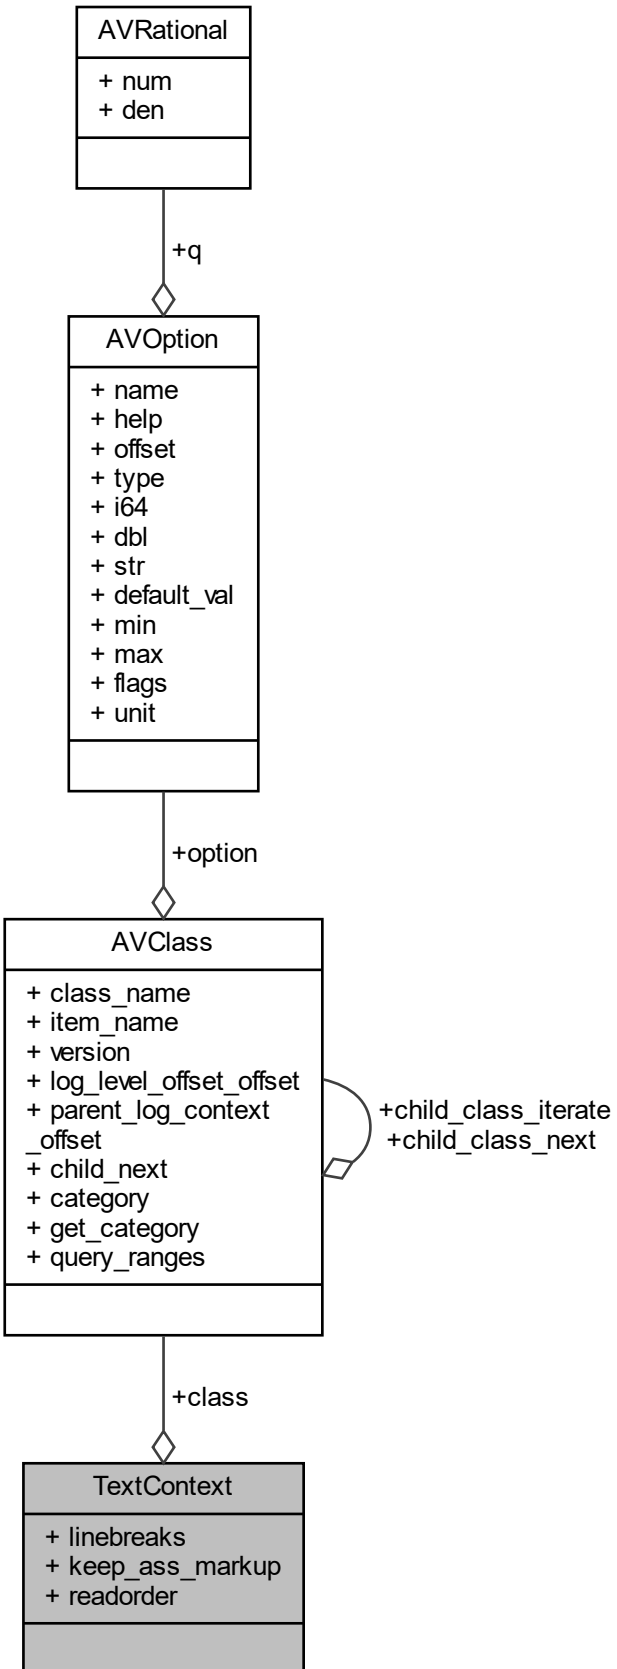 AVRational
+ num
+ den
+q
AVOption
+ name
+ help
+ offset
+ type
+ i64
+ dbl
+ str
+ default_val
+ min
+ max
+ flags
+ unit
+option
AVClass
+ class_name
+ item_name
+ version
+ log_level_offset_offset
+ parent_log_context
_offset
+ child_next
+ category
+ get_category
+ query_ranges
+child_class_iterate
+child_class_next
+class
TextContext
+ linebreaks
+ keep_ass_markup
+ readorder